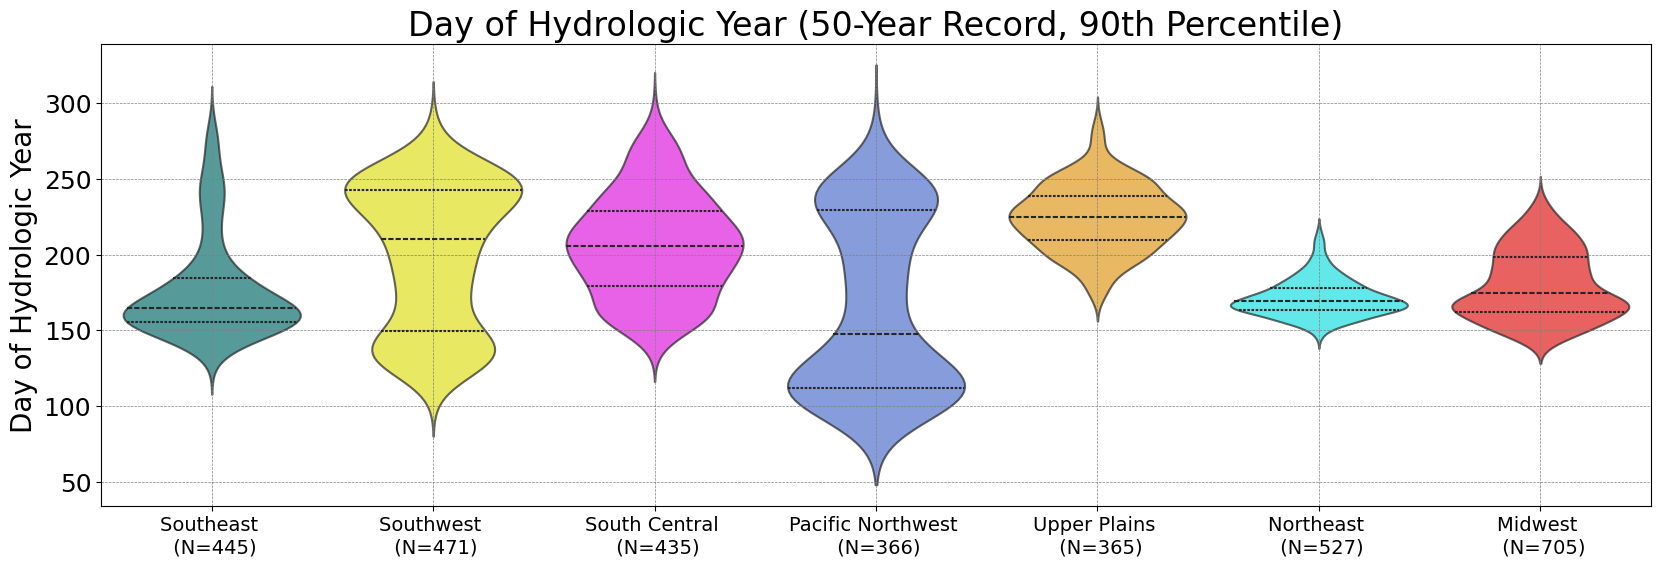 Day of Hydrologic Year (50-Year Record, 90th Percentile)
Day of Hydrologic Year
300
250
200
150
100
50
Southeast
(N=445)
Southwest
(N=471)
South Central
(N=435)
Pacific Northwest
(N=366)
Upper Plains
(N=365)
Northeast
(N=527)
Midwest
(N=705)